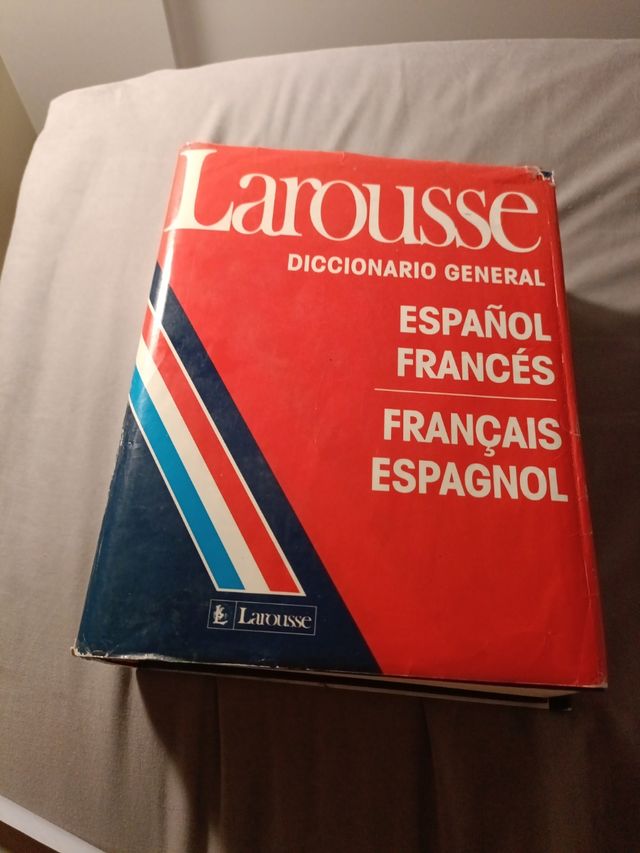 Larousse
DICCIONARIO GENERAL
ESPAÑOL
FRANCÉS
FRANÇAIS
ESPAGNOL
Larousse